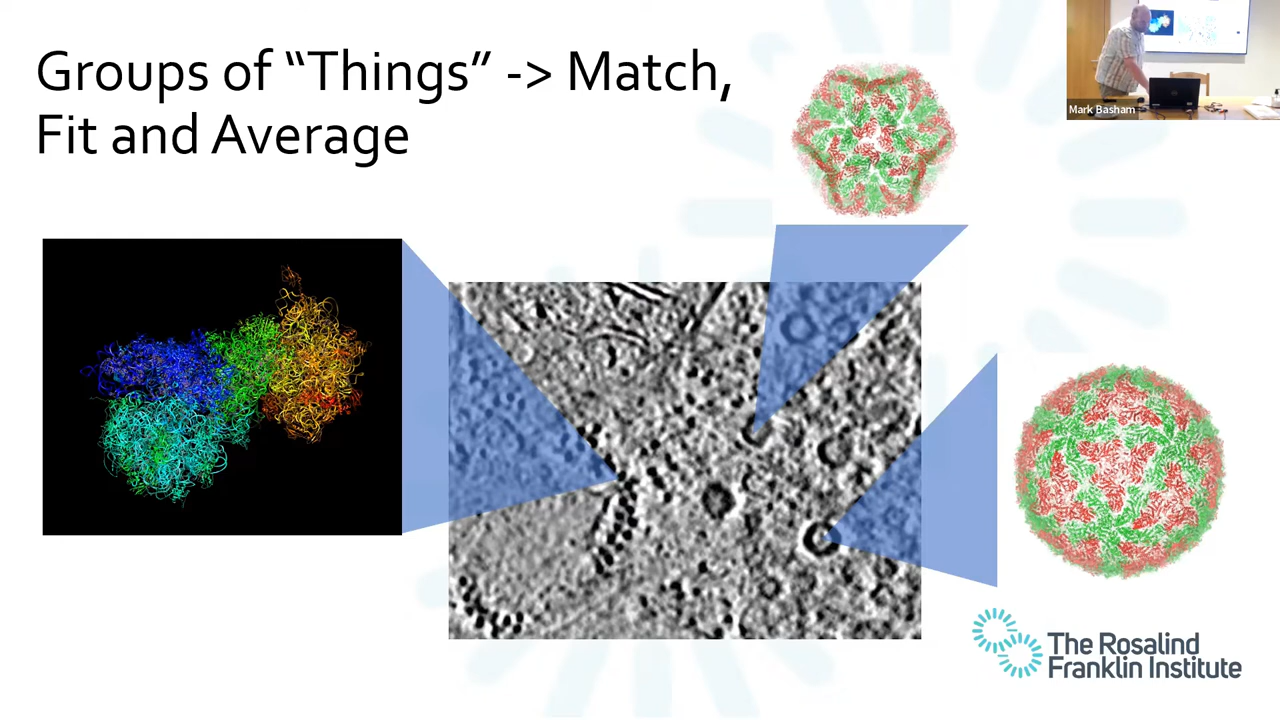 Groups of “Things” -> Match,
Fit and Average
Mark Basham
The Rosalind
Franklin Institute